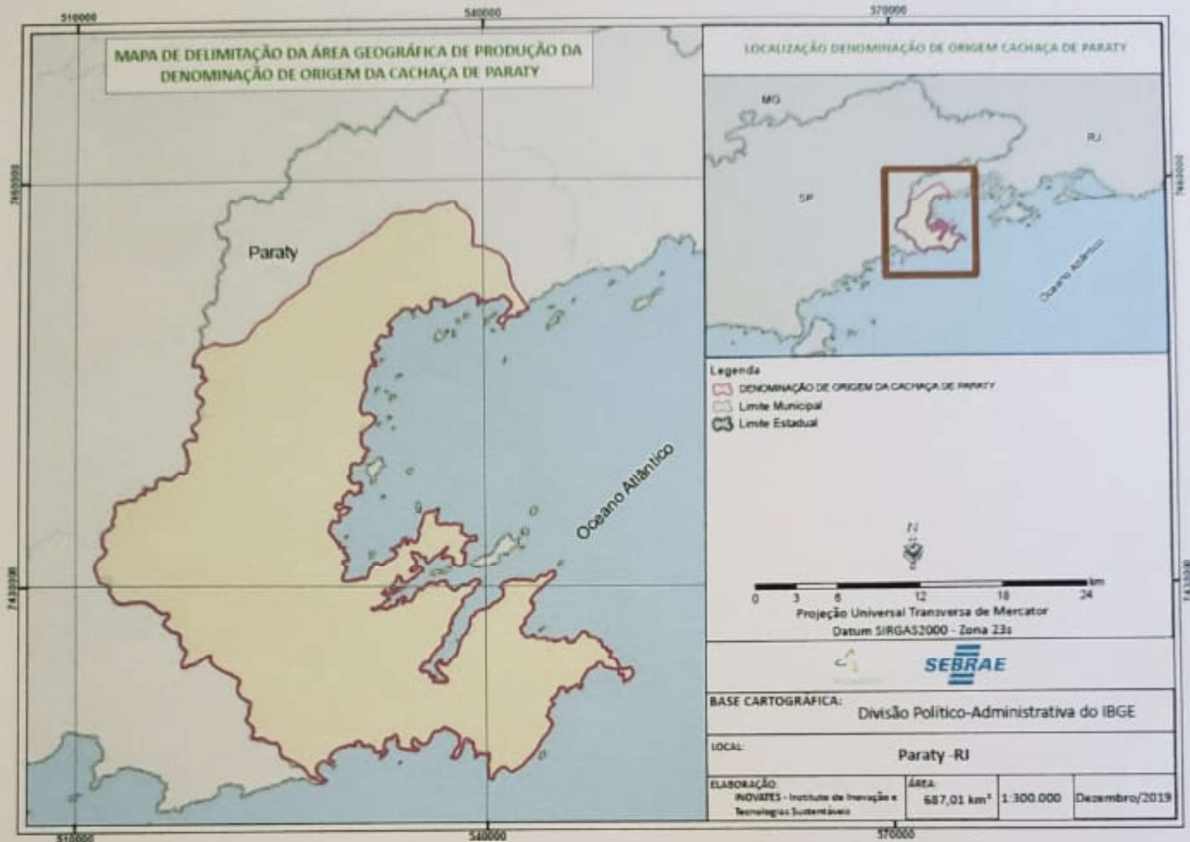 510000
540000
570000
MAPA DE DELIMITAÇÃO DA ÁREA GEOGRÁFICA DE PRODUÇÃO DA
DENOMINAÇÃO DE ORIGEM DA CACHAÇA DE PARATY
Paraty
Oceano Atlântico
7430000
LOCALIZAÇÃO DENOMINAÇÃO DE ORIGEM CACHAÇA DE PARATY
MG
RJ
SP
Oceano Atlântico
7430000
Legenda
DENOMINAÇÃO DE ORIGEM DA CACHAÇA DE PARATY
Limite Municipal
Limite Estadual
N
0 3 6 12 18 24 km
Projeção Universal Transversa de Mercator
Datum SIRGAS2000 - Zona 23s
SEBRAE
BASE CARTOGRÁFICA: Divisão Político-Administrativa do IBGE
LOCAL: Paraty -RJ
ELABORAÇÃO:
INOVATES - Instituto de Inovação e
Tecnologias Sustentáveis
ÁREA:
687,01 km²
1:300.000
Dezembro/2019
510000
540000
570000